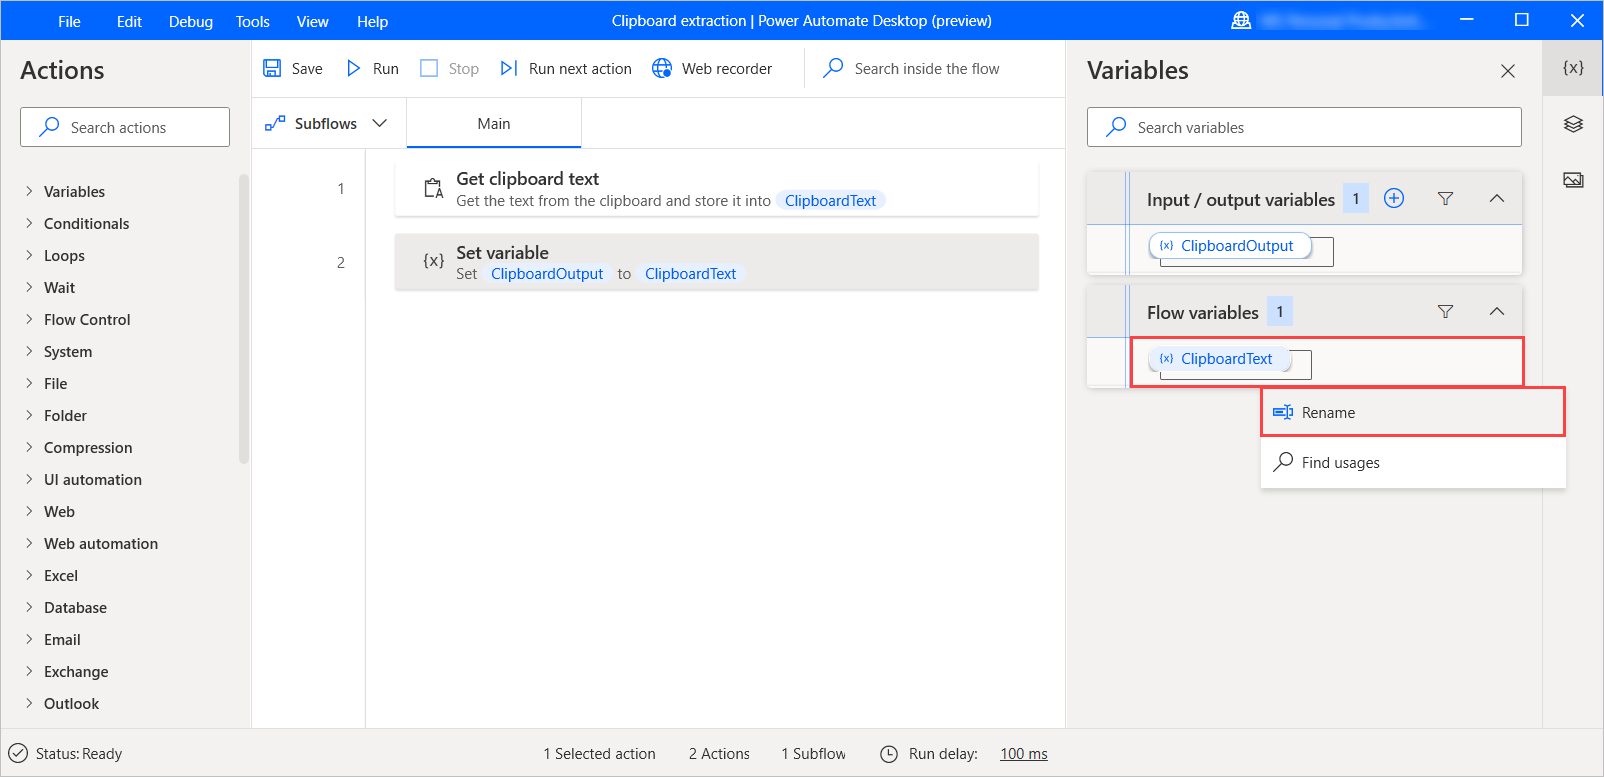 File Edit Debug Tools View Help Clipboard extraction | Power Automate Desktop (preview)
Actions
Search actions
Variables
Conditionals
Loops
Wait
Flow Control
System
File
Folder
Compression
UI automation
Web
Web automation
Excel
Database
Email
Exchange
Outlook
Save Run Stop Run next action Web recorder Search inside the flow
Subflows Main
1 Get clipboard text
Get the text from the clipboard and store it into ClipboardText
2 {x} Set variable
Set ClipboardOutput to ClipboardText
Variables
{x}
Search variables
Input / output variables 1
{x} ClipboardOutput
Flow variables 1
{x} ClipboardText
Rename
Find usages
Status: Ready 1 Selected action 2 Actions 1 Subflow Run delay: 100 ms